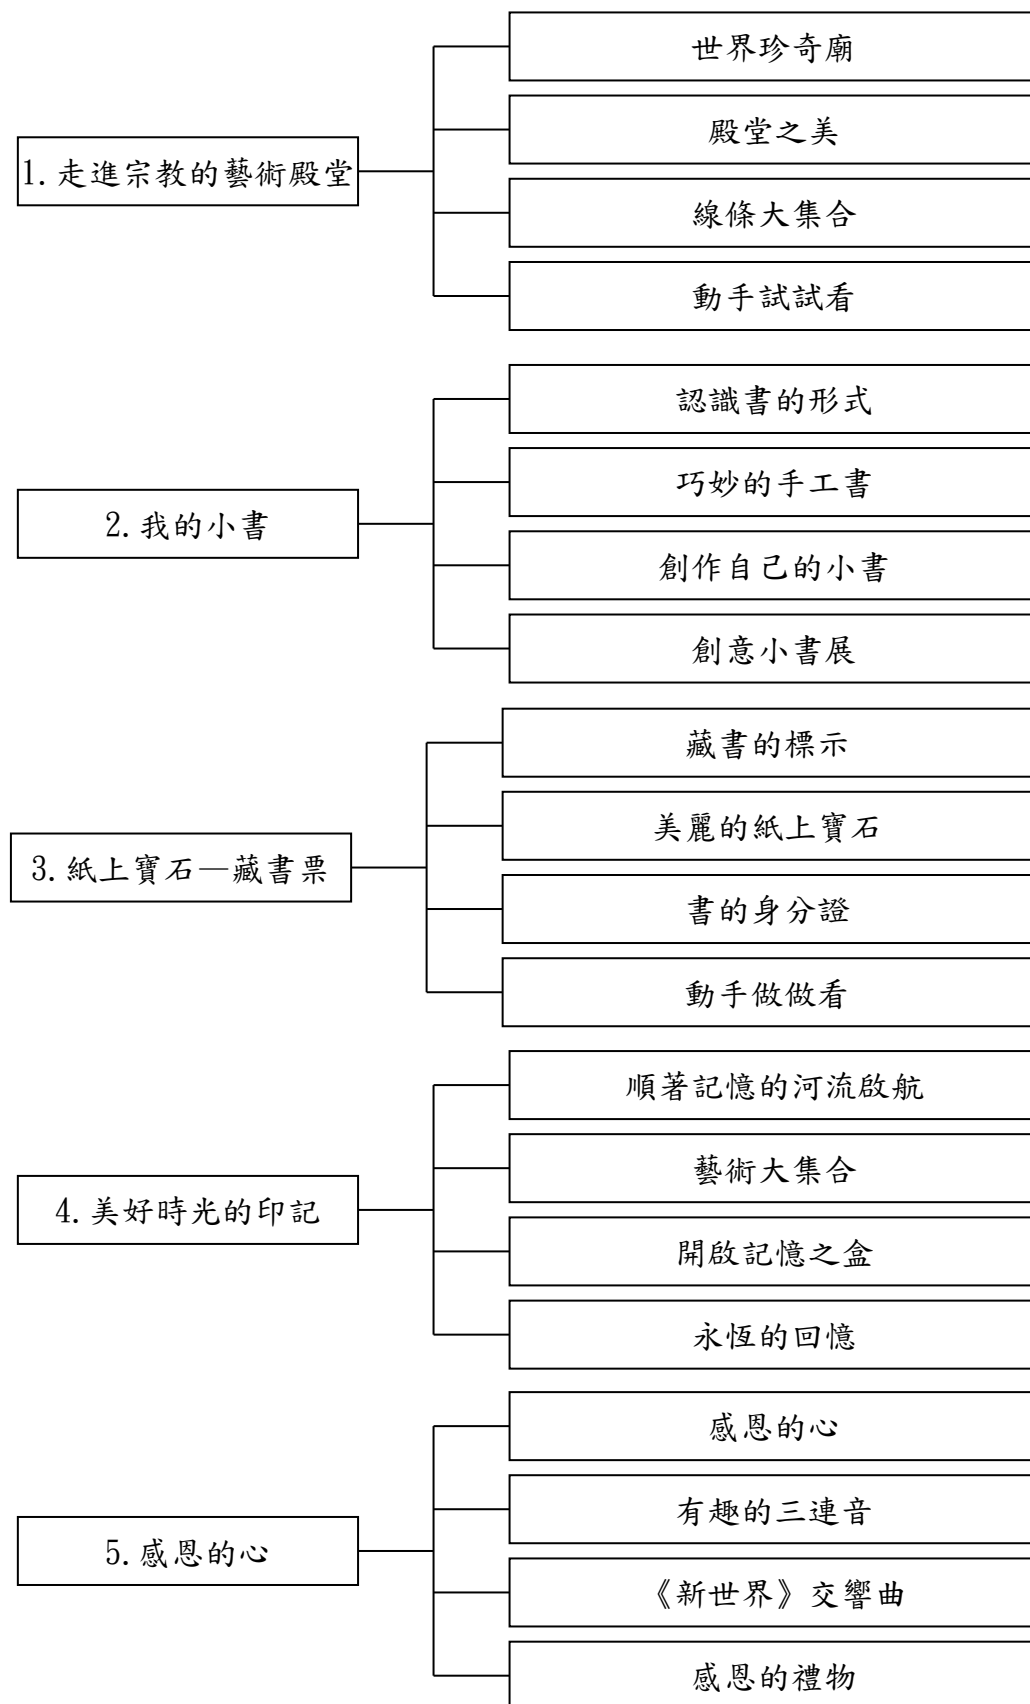 1.走進宗教的藝術殿堂
世界珍奇廟
殿堂之美
線條大集合
動手試試看
2.我的小書
認識書的形式
巧妙的手工書
創作自己的小書
創意小書展
3.紙上寶石—藏書票
藏書的標示
美麗的紙上寶石
書的身分證
動手做做看
4.美好時光的印記
順著記憶的河流啟航
藝術大集合
開啟記憶之盒
永恆的回憶
5.感恩的心
感恩的心
有趣的三連音
《新世界》交響曲
感恩的禮物